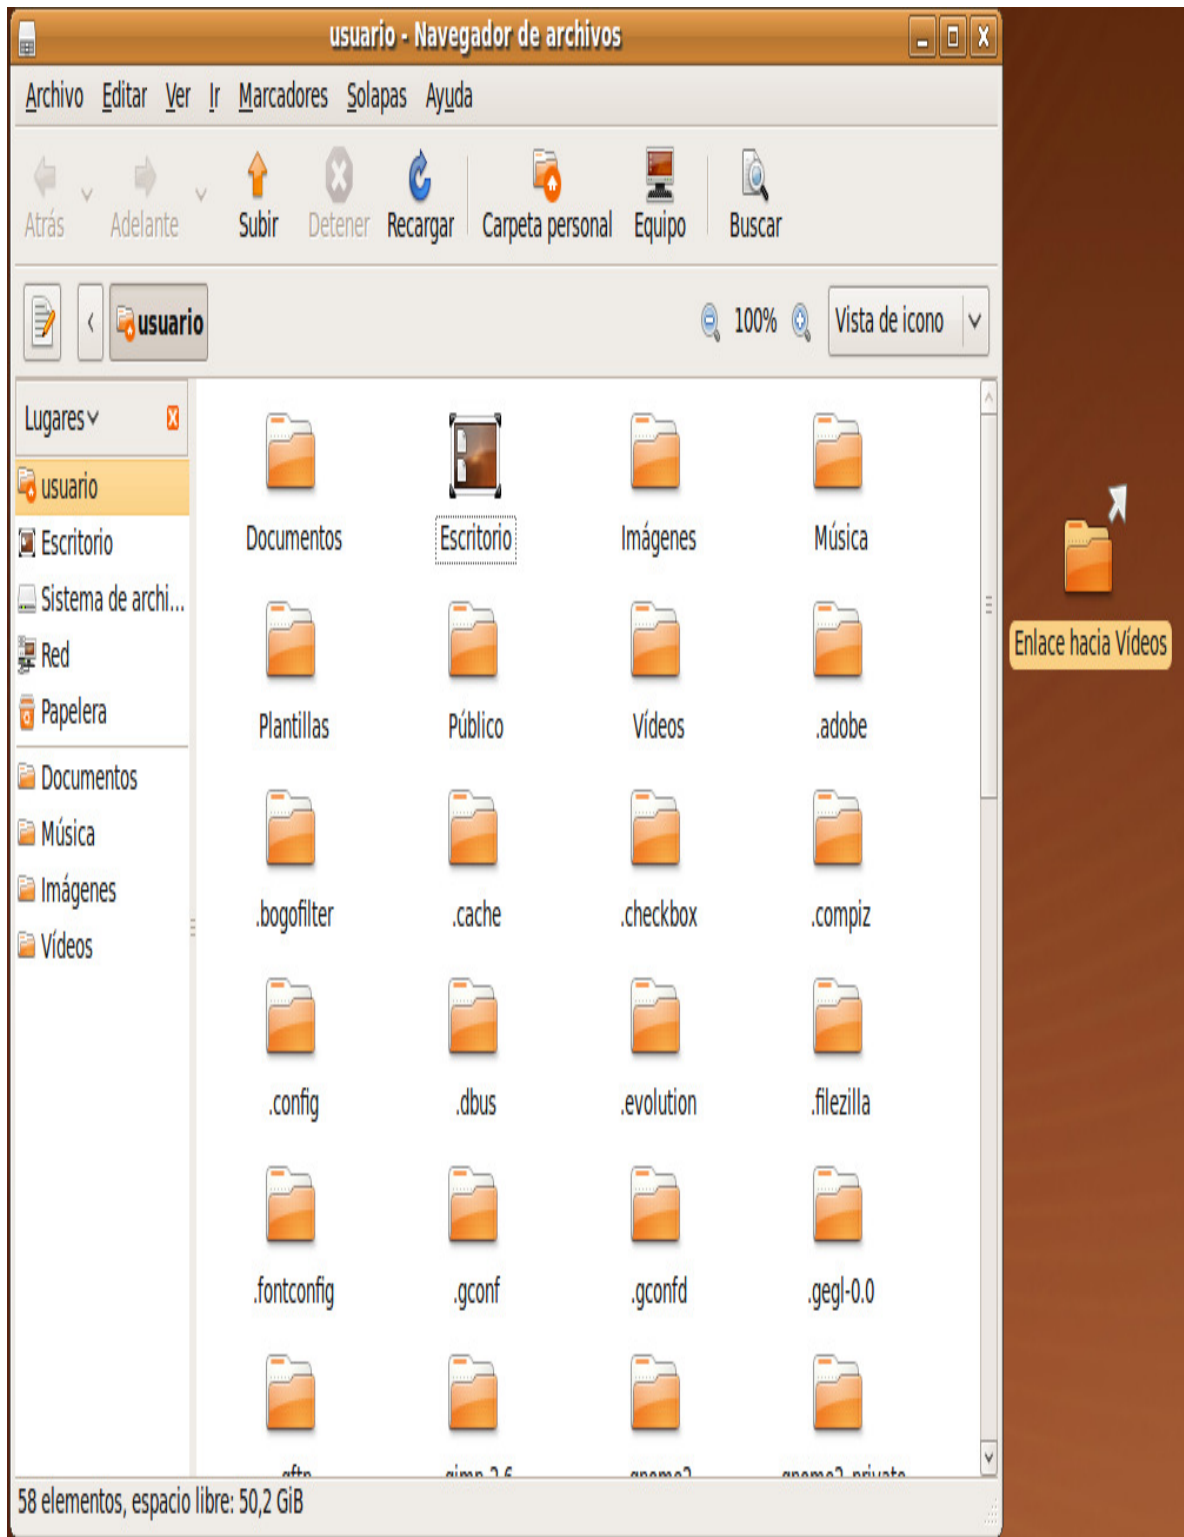 usuario - Navegador de archivos
Archivo Editar Ver Ir Marcadores Solapas Ayuda
Atrás Adelante Subir Detener Recargar Carpeta personal Equipo Buscar
usuario 100% Vista de icono
Lugares
usuario
Escritorio
Sistema de archi...
Red
Papelera
Documentos
Música
Imágenes
Vídeos
Documentos Escritorio Imágenes Música
Plantillas Público Vídeos .adobe
.bogofilter .cache .checkbox .compiz
.config .dbus .evolution .filezilla
.fontconfig .gconf .gconfd .gegl-0.0
58 elementos, espacio libre: 50,2 GiB
Enlace hacia Vídeos